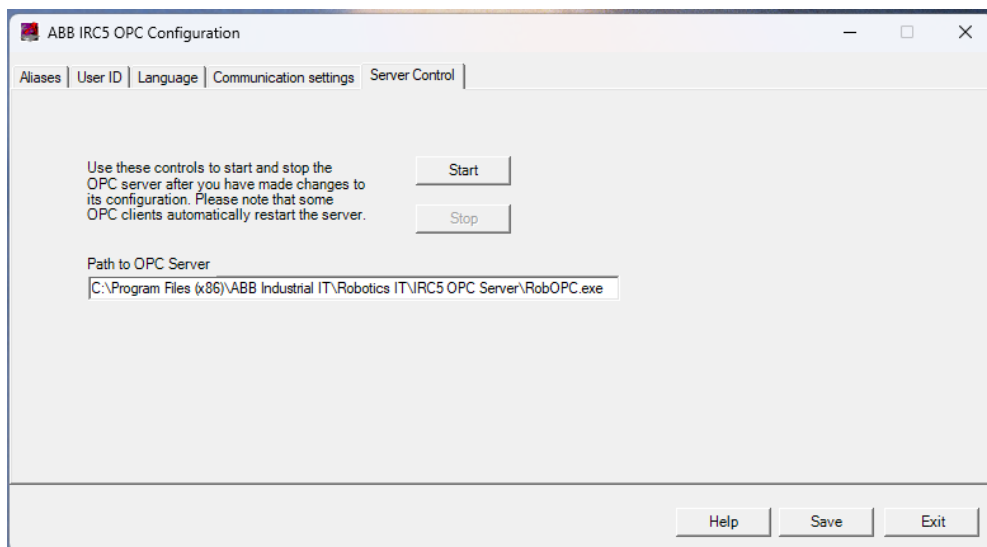 ABB IRC5 OPC Configuration
Aliases User ID Language Communication settings Server Control
Use these controls to start and stop the
OPC server after you have made changes to
its configuration. Please note that some
OPC clients automatically restart the server.
Start
Stop
Path to OPC Server
C:\Program Files (x86)\ABB Industrial IT\Robotics IT\IRC5 OPC Server\RobOPC.exe
Help Save Exit